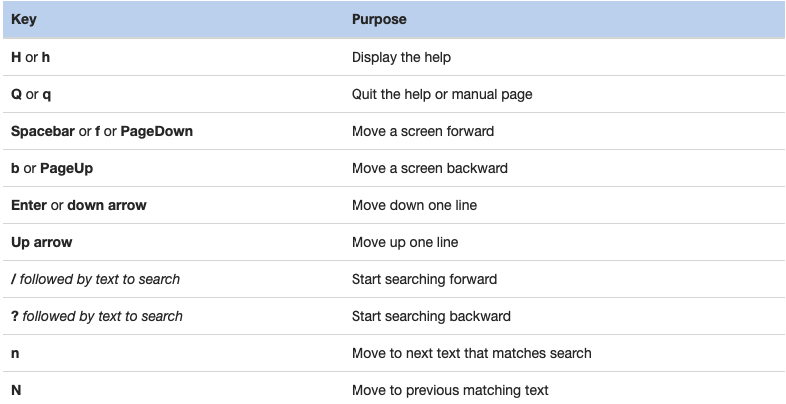 Key Purpose
H or h Display the help
Q or q Quit the help or manual page
Spacebar or f or PageDown Move a screen forward
b or PageUp Move a screen backward
Enter or down arrow Move down one line
Up arrow Move up one line
/ followed by text to search Start searching forward
? followed by text to search Start searching backward
n Move to next text that matches search
N Move to previous matching text